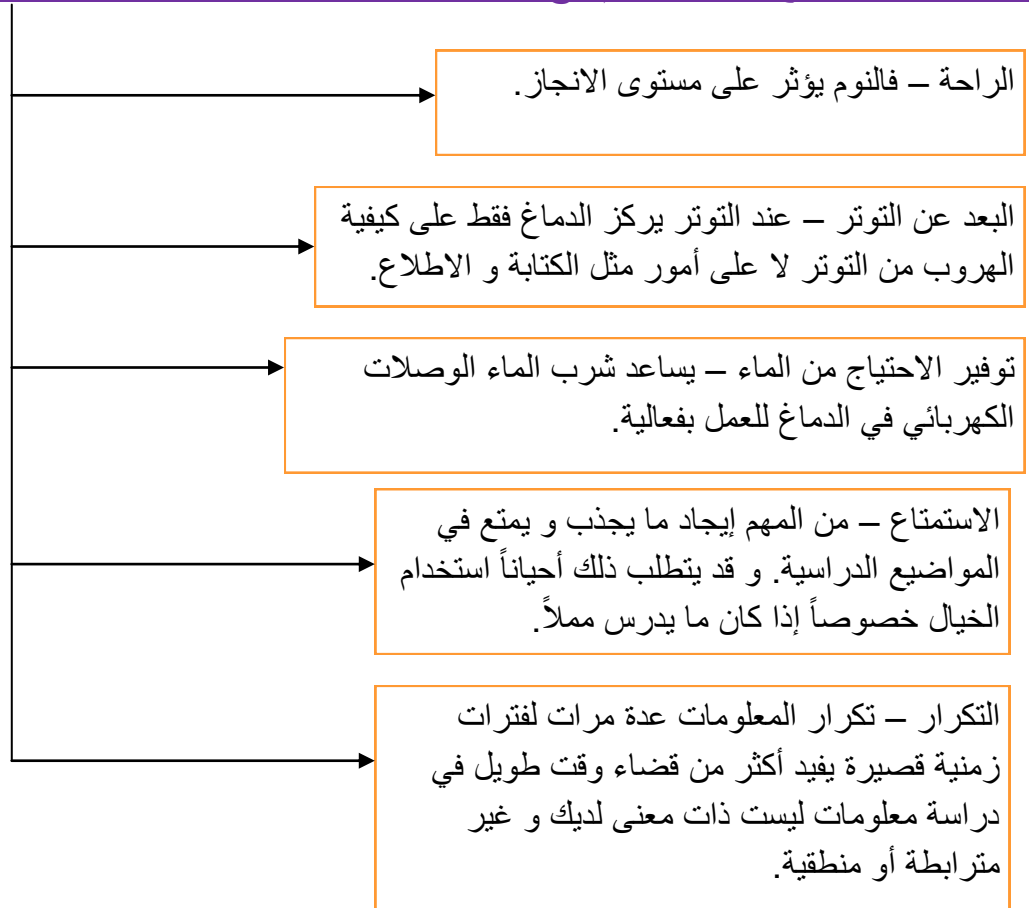 الراحة – فالنوم يؤثر على مستوى الانجاز.
البعد عن التوتر – عند التوتر يركز الدماغ فقط على كيفية
الهروب من التوتر لا على أمور مثل الكتابة و الاطلاع.
توفير الاحتياج من الماء – يساعد شرب الماء الوصلات
الكهربائي في الدماغ للعمل بفعالية.
الاستمتاع – من المهم إيجاد ما يجذب و يمتع في
المواضيع الدراسية. و قد يتطلب ذلك أحياناً استخدام
الخيال خصوصاً إذا كان ما يدرس مملاً.
التكرار – تكرار المعلومات عدة مرات لفترات
زمنية قصيرة يفيد أكثر من قضاء وقت طويل في
دراسة معلومات ليست ذات معنى لديك و غير
مترابطة أو منطقية.